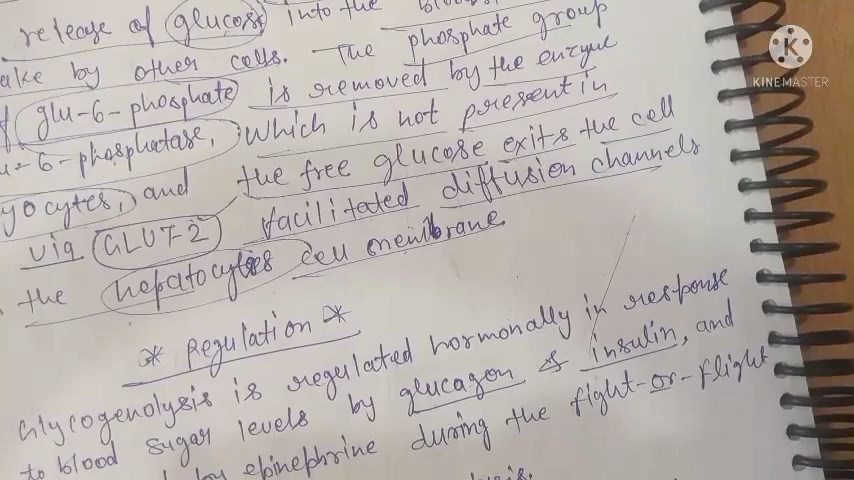 release of glucose into the
ake by other cells. The phosphate group
glu-6-phosphate is removed by the enzyme
-6-phosphatase, which is not present in
yocytes, and the free glucose exits the cell
via GLUT-2 facilitated diffusion channels
the hepatocytes cell membrane
* Regulation *
Glycogenolysis is regulated hormonally in response
to blood sugar levels by glucagon & insulin, and
by epinephrine during the fight-or-flight
K
KINEMASTER